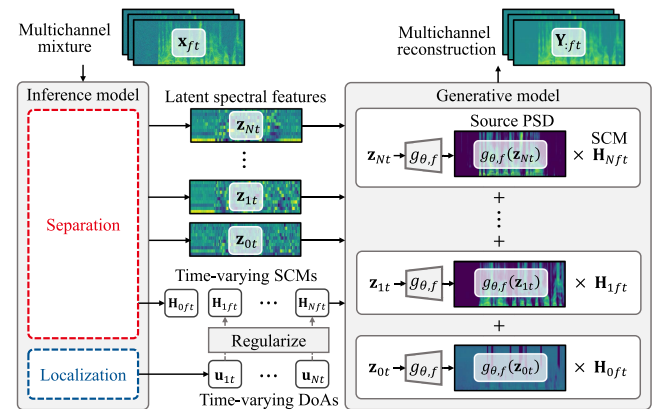 Multichannel
mixture
x_ft
Multichannel
reconstruction
Y_:ft
Inference model
Separation
Localization
Latent spectral features
z_Nt
⋮
z_1t
z_0t
Time-varying SCMs
H_0ft H_1ft ⋯ H_Nft
Regularize
u_1t ⋯ u_Nt
Time-varying DoAs
Generative model
Source PSD
SCM
z_Nt g_θ,f g_θ,f(z_Nt) × H_Nft
+
⋮
+
z_1t g_θ,f g_θ,f(z_1t) × H_1ft
+
z_0t g_θ,f g_θ,f(z_0t) × H_0ft